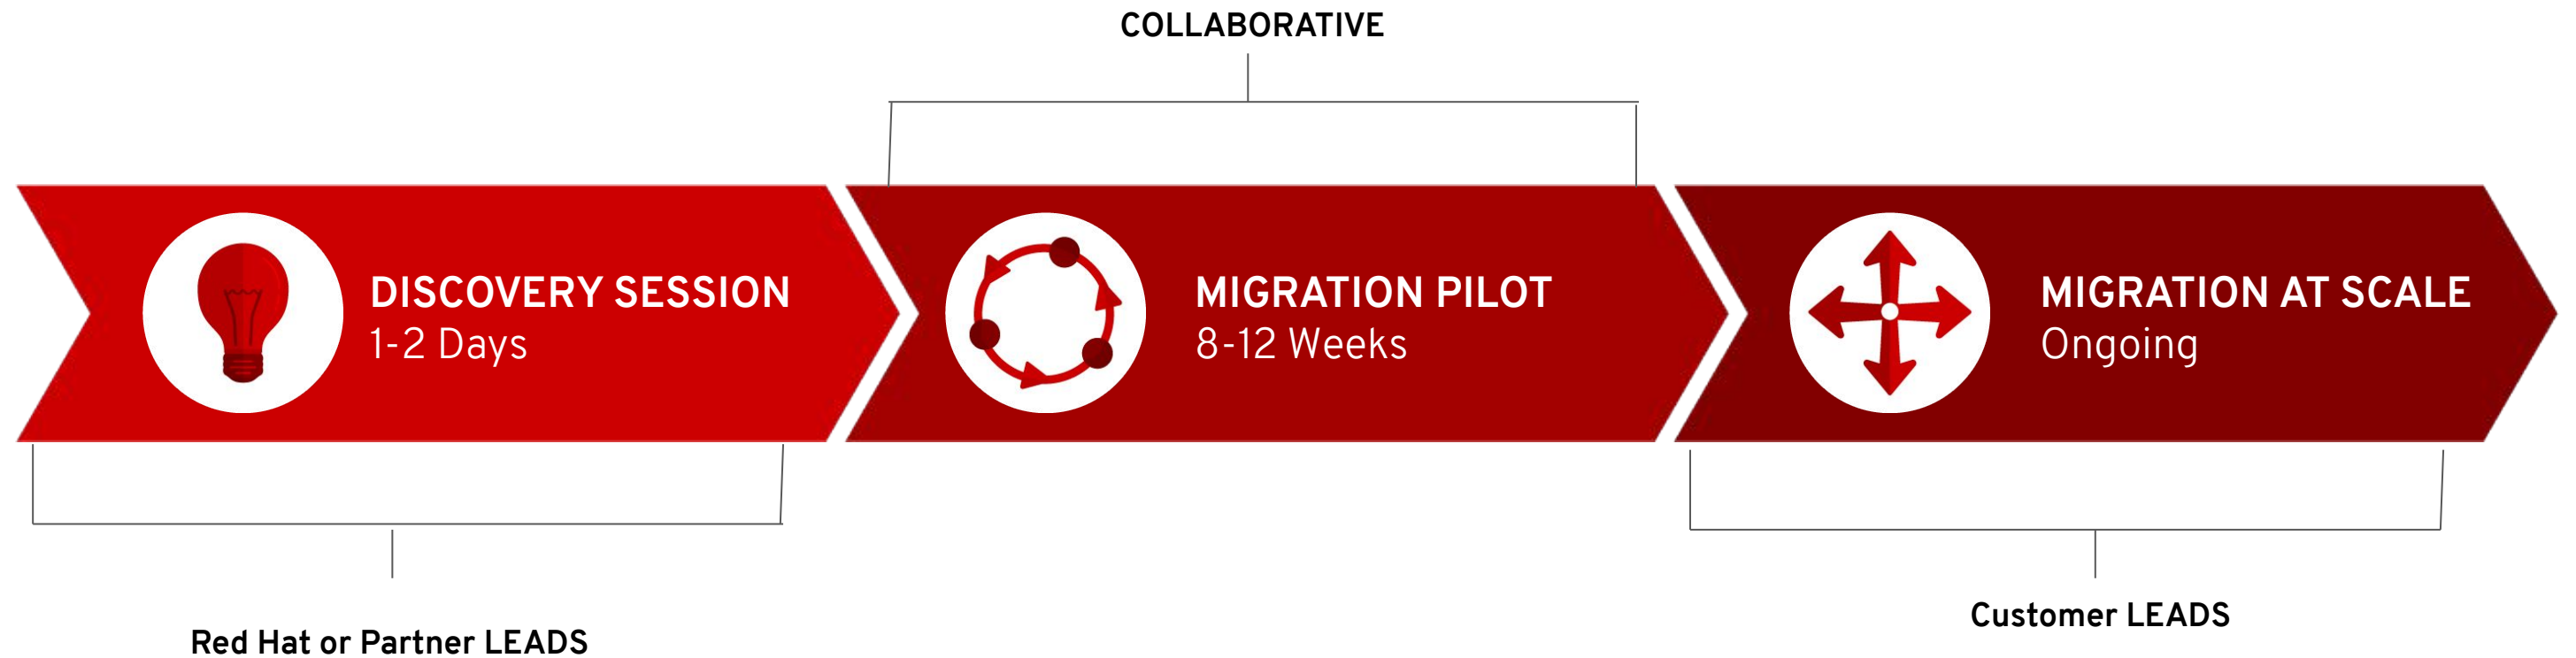 COLLABORATIVE
DISCOVERY SESSION
1-2 Days
MIGRATION PILOT
8-12 Weeks
MIGRATION AT SCALE
Ongoing
Red Hat or Partner LEADS
Customer LEADS